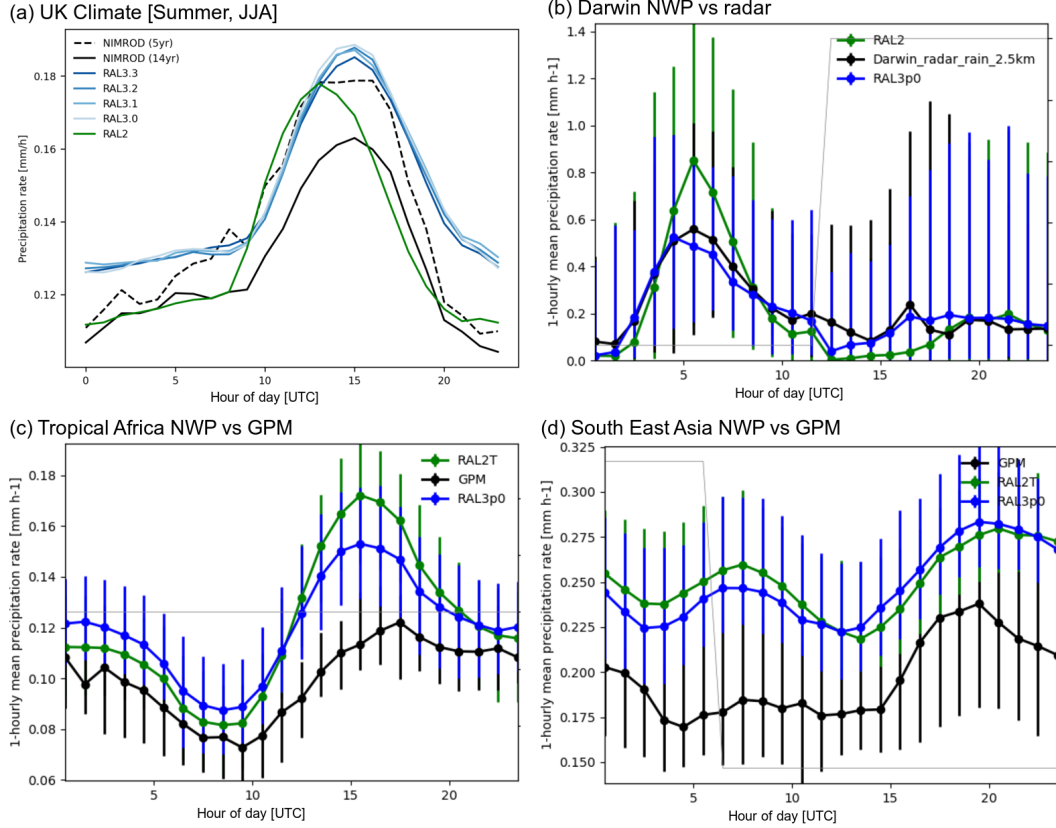 (a) UK Climate [Summer, JJA]
NIMROD (5yr)
NIMROD (14yr)
RAL3.3
RAL3.2
RAL3.1
RAL3.0
RAL2
Precipitation rate [mm/h]
0.18
0.16
0.14
0.12
0 5 10 15 20
Hour of day [UTC]
(b) Darwin NWP vs radar
RAL2
Darwin_radar_rain_2.5km
RAL3p0
1-hourly mean precipitation rate [mm h-1]
1.4
1.2
1.0
0.8
0.6
0.4
0.2
0.0
5 10 15 20
Hour of day [UTC]
(c) Tropical Africa NWP vs GPM
RAL2T
GPM
RAL3p0
1-hourly mean precipitation rate [mm h-1]
0.18
0.16
0.14
0.12
0.10
0.08
0.06
5 10 15 20
Hour of day [UTC]
(d) South East Asia NWP vs GPM
GPM
RAL2T
RAL3p0
1-hourly mean precipitation rate [mm h-1]
0.325
0.300
0.275
0.250
0.225
0.200
0.175
0.150
5 10 15 20
Hour of day [UTC]